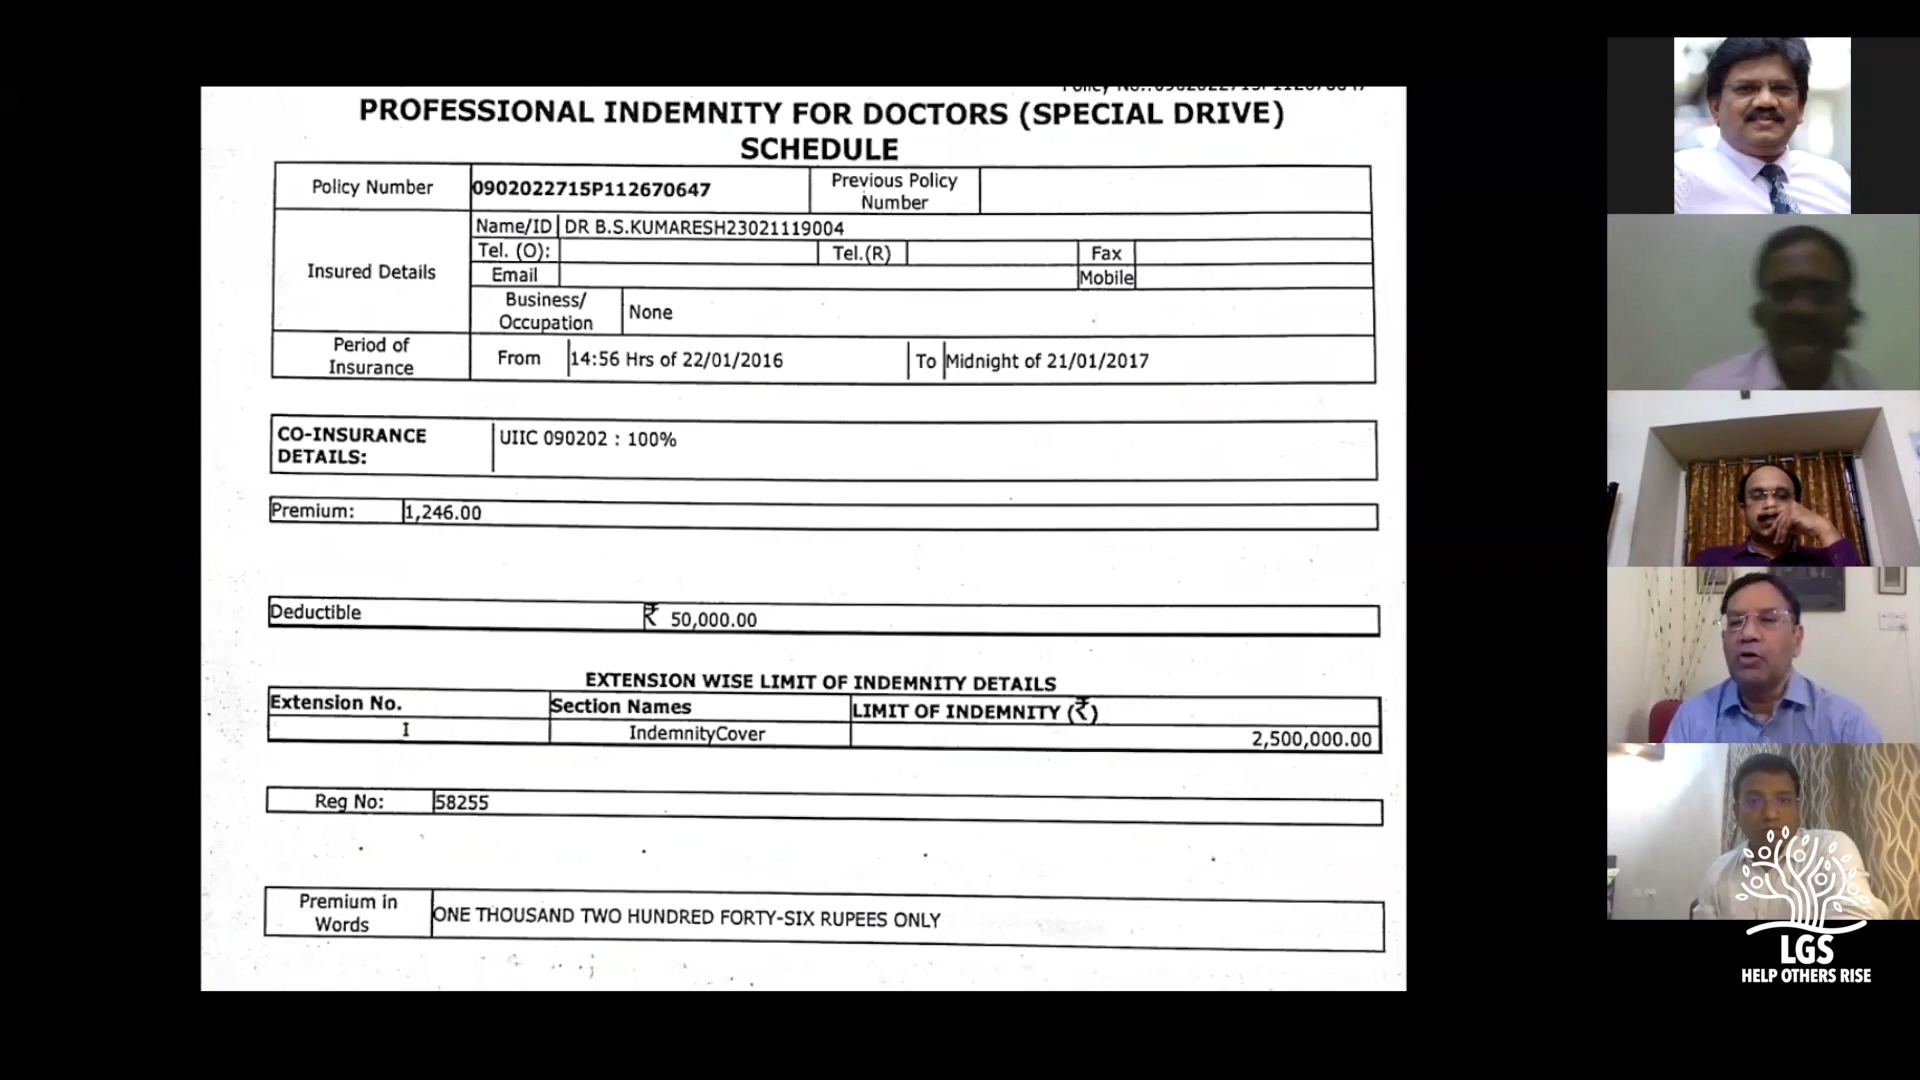 PROFESSIONAL INDEMNITY FOR DOCTORS (SPECIAL DRIVE)
SCHEDULE
Policy Number 0902022715P112670647 Previous Policy Number
Insured Details
Name/ID DR B.S.KUMARESH23021119004
Tel. (O): Tel.(R) Fax
Email Mobile
Business/ Occupation None
Period of Insurance From 14:56 Hrs of 22/01/2016 To Midnight of 21/01/2017
CO-INSURANCE DETAILS: UIIC 090202 : 100%
Premium: 1,246.00
Deductible ₹ 50,000.00
EXTENSION WISE LIMIT OF INDEMNITY DETAILS
Extension No. Section Names LIMIT OF INDEMNITY (₹)
I IndemnityCover 2,500,000.00
Reg No: 58255
Premium in Words ONE THOUSAND TWO HUNDRED FORTY-SIX RUPEES ONLY
LGS
HELP OTHERS RISE